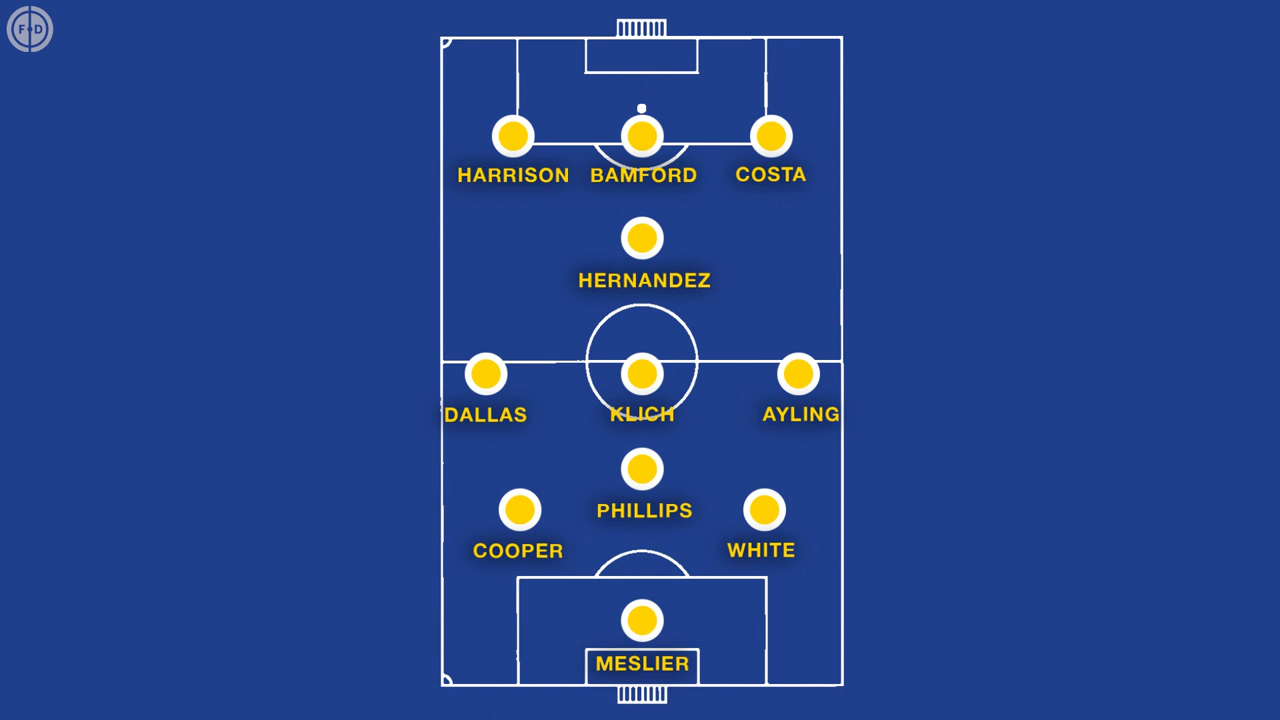 F D
HARRISON BAMFORD COSTA
HERNANDEZ
DALLAS KLICH AYLING
PHILLIPS
COOPER WHITE
MESLIER